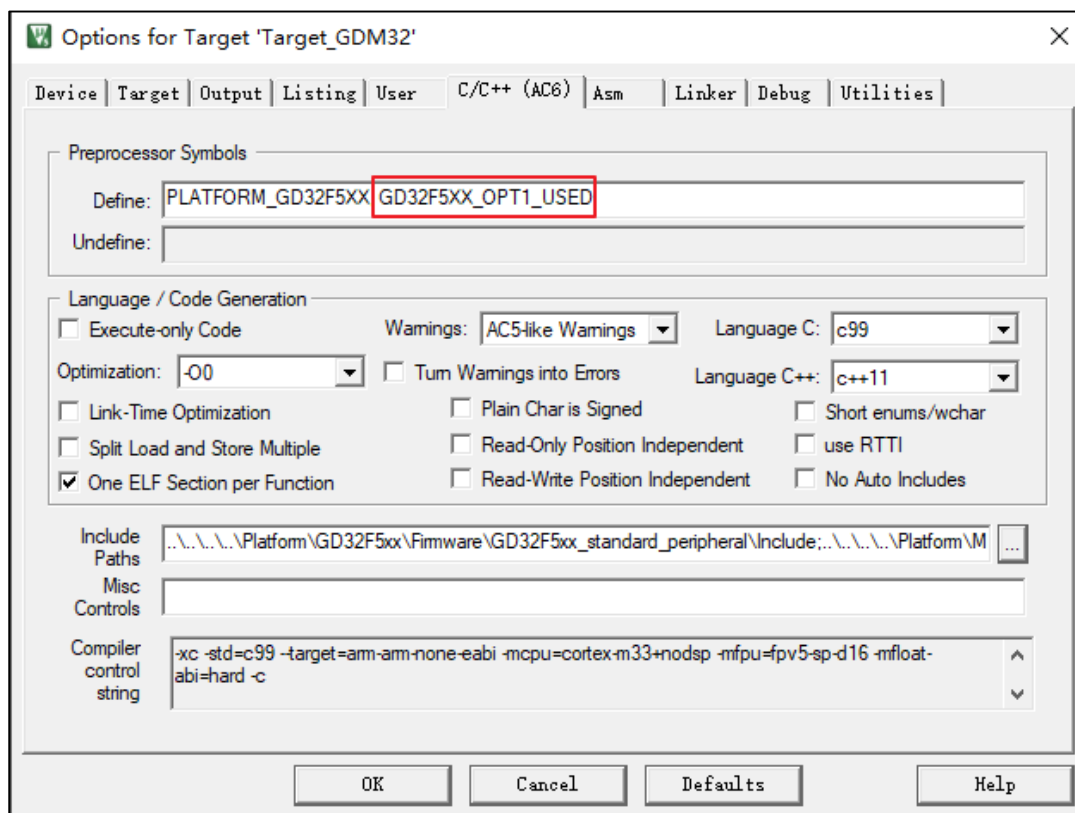 Options for Target 'Target_GDM32'
Device Target Output Listing User C/C++ (AC6) Asm Linker Debug Utilities
Preprocessor Symbols
Define: PLATFORM_GD32F5XX GD32F5XX_OPT1_USED
Undefine:
Language / Code Generation
Execute-only Code Warnings: AC5-like Warnings Language C: c99
Optimization: -O0 Turn Warnings into Errors Language C++: c++11
Link-Time Optimization Plain Char is Signed Short enums/wchar
Split Load and Store Multiple Read-Only Position Independent use RTTI
One ELF Section per Function Read-Write Position Independent No Auto Includes
Include Paths ..\..\..\..\Platform\GD32F5xx\Firmware\GD32F5xx_standard_peripheral\Include;..\..\..\..\Platform\M ...
Misc Controls
Compiler control string -xc -std=c99 --target=arm-arm-none-eabi -mcpu=cortex-m33+nodsp -mfpu=fpv5-sp-d16 -mfloat-
abi=hard -c
OK Cancel Defaults Help